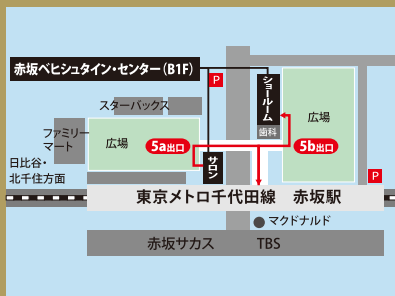 赤坂ベヒシュタイン・センター(B1F)
P
ショールーム
スターバックス
広場
歯科
ファミリー
マート
広場
5a出口
5b出口
日比谷・
北千住方面
サロン
P
東京メトロ千代田線 赤坂駅
マクドナルド
赤坂サカス TBS